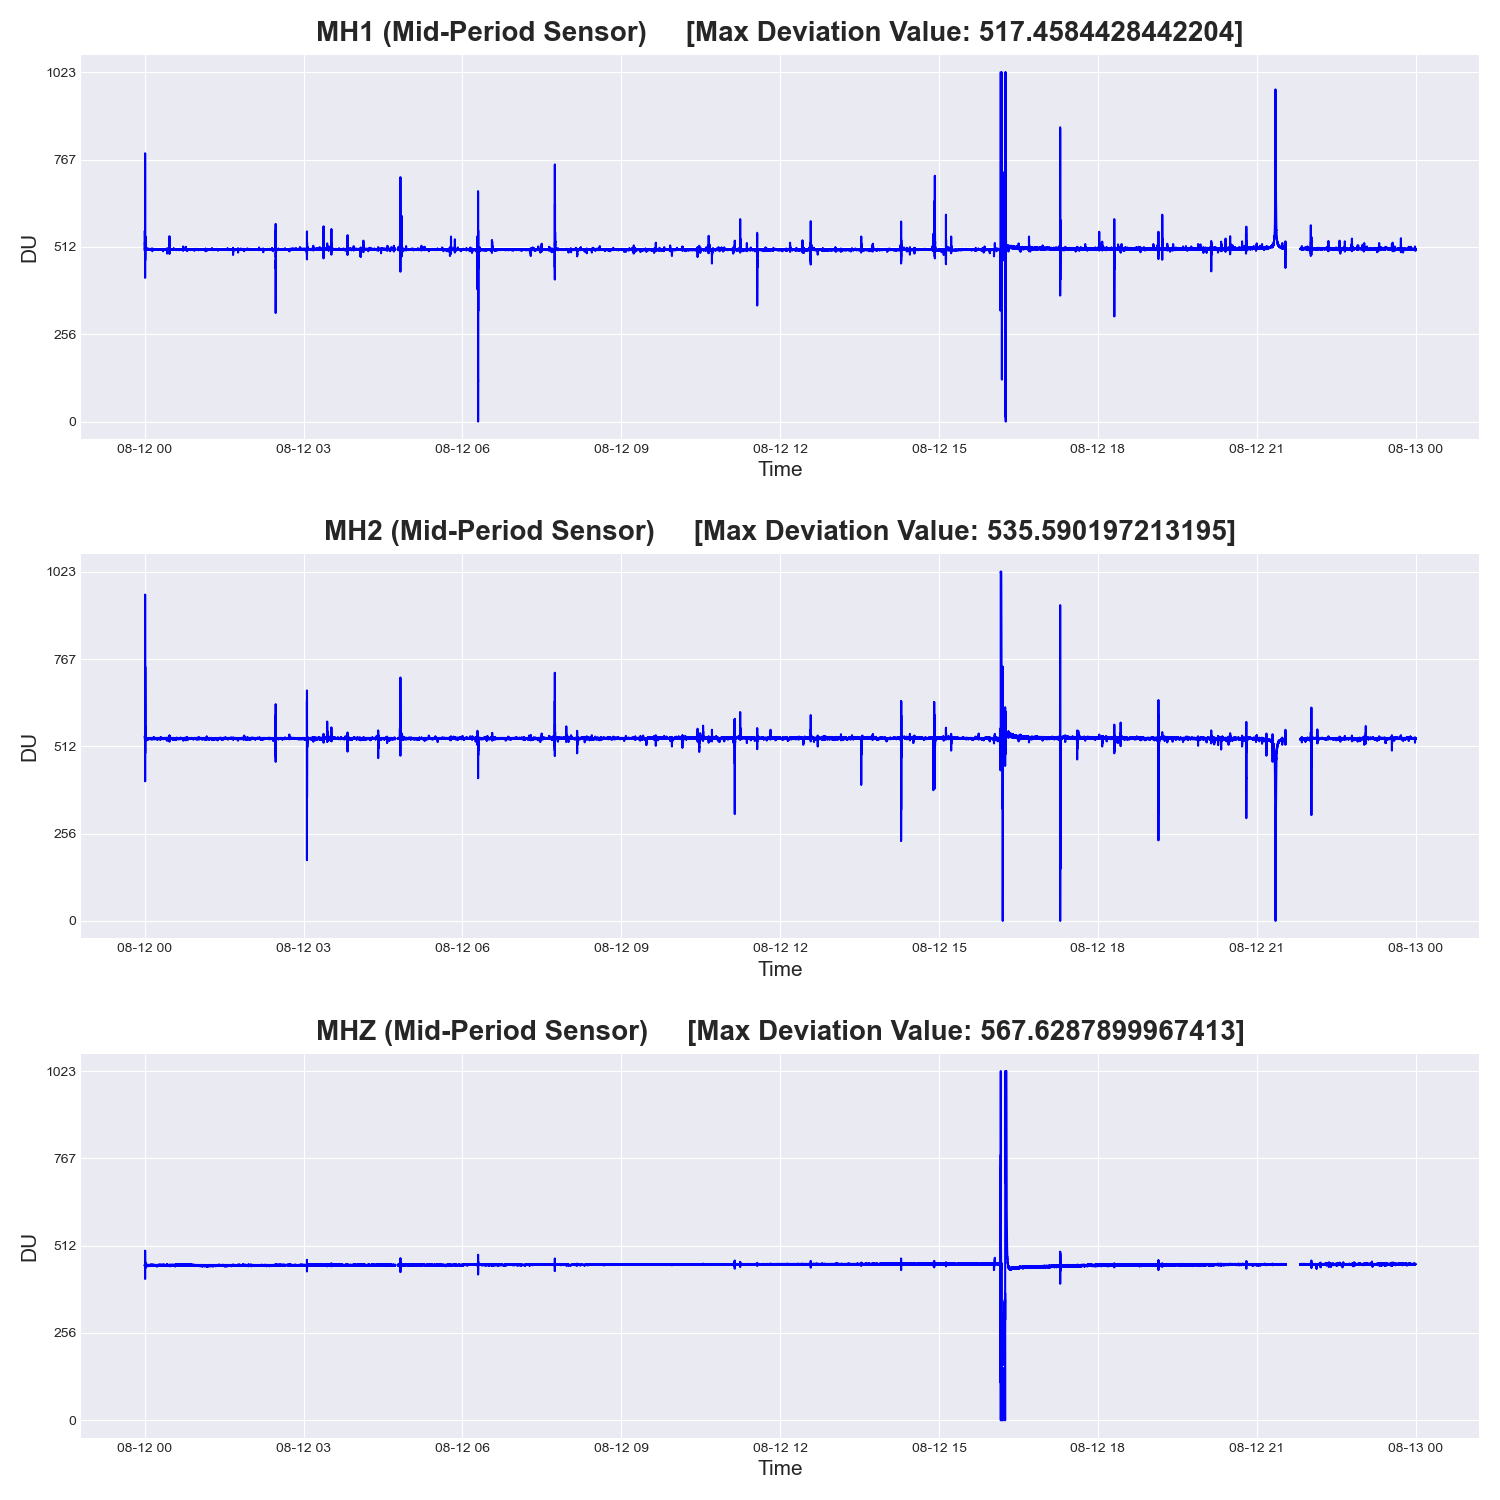 MH1 (Mid-Period Sensor) [Max Deviation Value: 517.4584428442204]
1023
767
512
256
0
DU
08-12 00 08-12 03 08-12 06 08-12 09 08-12 12 08-12 15 08-12 18 08-12 21 08-13 00
Time
MH2 (Mid-Period Sensor) [Max Deviation Value: 535.590197213195]
1023
767
512
256
0
DU
08-12 00 08-12 03 08-12 06 08-12 09 08-12 12 08-12 15 08-12 18 08-12 21 08-13 00
Time
MHZ (Mid-Period Sensor) [Max Deviation Value: 567.6287899967413]
1023
767
512
256
0
DU
08-12 00 08-12 03 08-12 06 08-12 09 08-12 12 08-12 15 08-12 18 08-12 21 08-13 00
Time